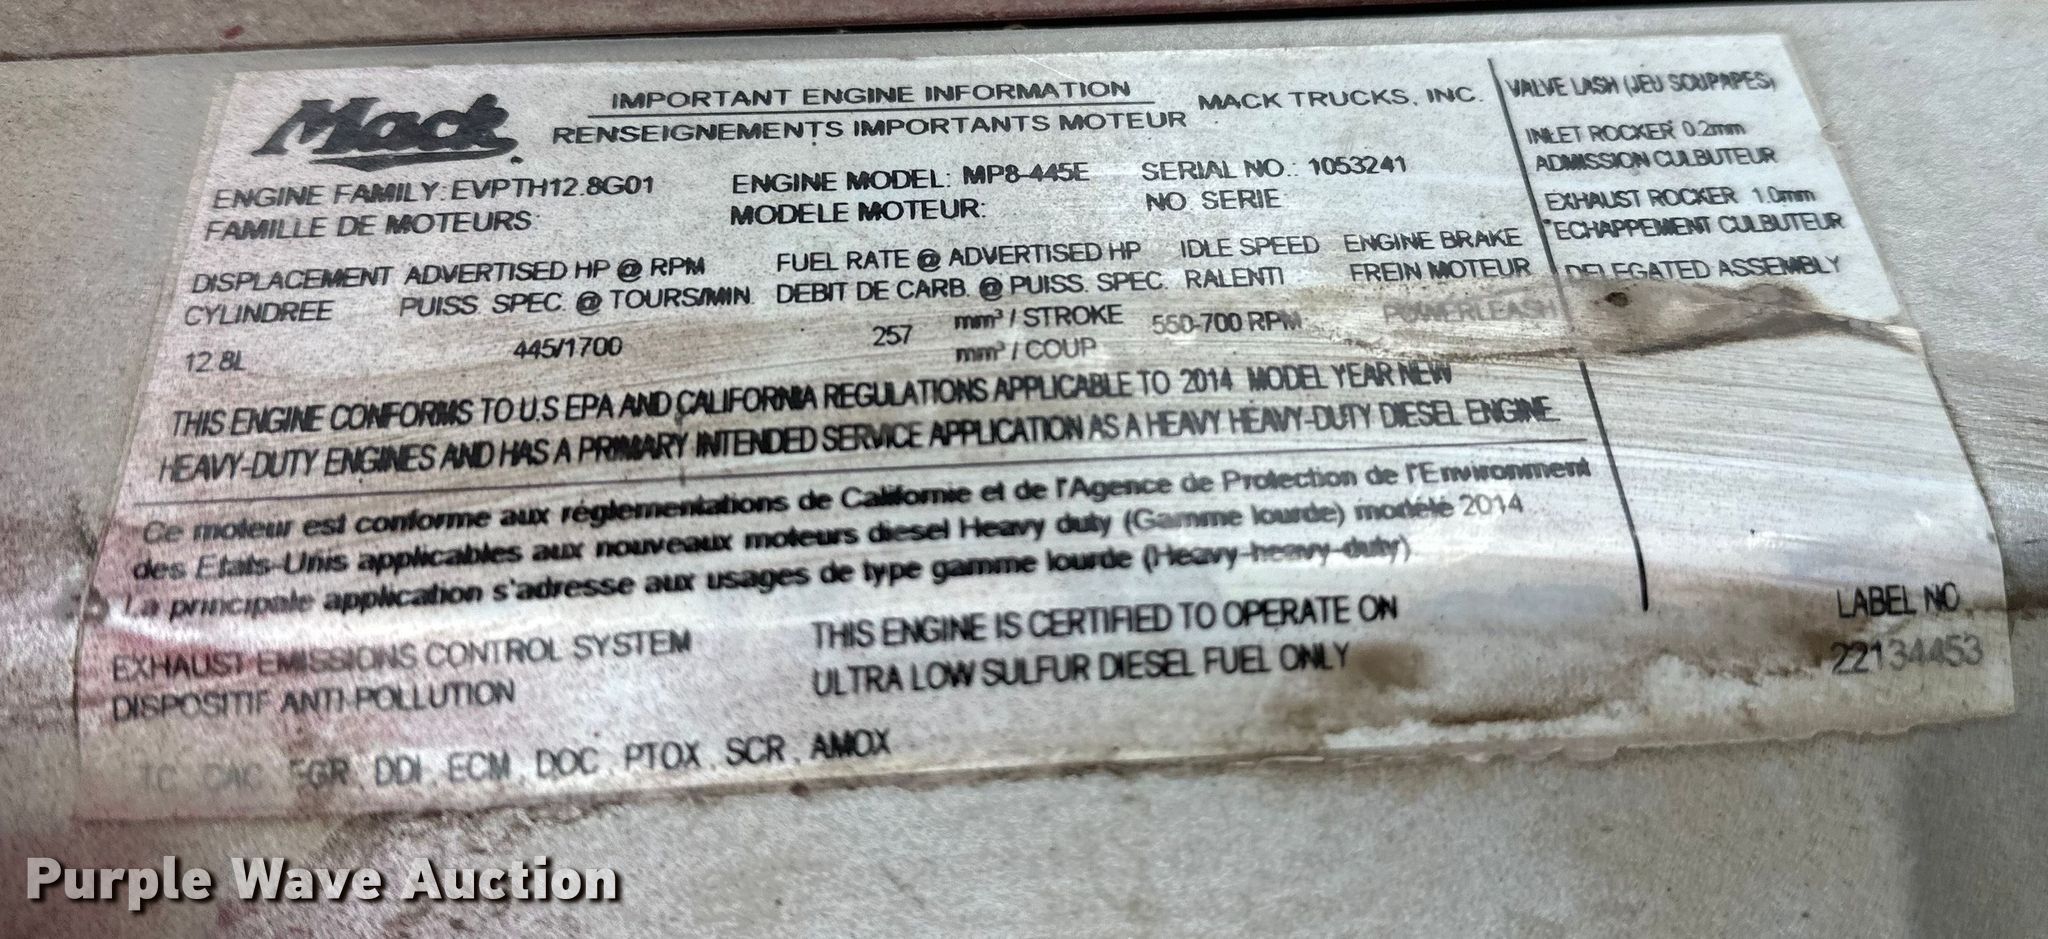 Mack
IMPORTANT ENGINE INFORMATION
RENSEIGNEMENTS IMPORTANTS MOTEUR
MACK TRUCKS, INC.
ENGINE FAMILY: EVPTH12.8G01
FAMILLE DE MOTEURS:
ENGINE MODEL: MP8-445E
MODELE MOTEUR:
SERIAL NO.: 1053241
NO. SERIE
DISPLACEMENT
CYLINDREE
12.8L
ADVERTISED HP @ RPM
PUISS. SPEC. @ TOURS/MIN.
445/1700
FUEL RATE @ ADVERTISED HP
DEBIT DE CARB. @ PUISS. SPEC.
257 mm³ / STROKE
mm³ / COUP
IDLE SPEED
RALENTI
550-700 RPM
ENGINE BRAKE
FREIN MOTEUR
POWERLEASH
THIS ENGINE CONFORMS TO U.S EPA AND CALIFORNIA REGULATIONS APPLICABLE TO 2014 MODEL YEAR NEW
HEAVY-DUTY ENGINES AND HAS A PRIMARY INTENDED SERVICE APPLICATION AS A HEAVY HEAVY-DUTY DIESEL ENGINE.
Ce moteur est conforme aux réglementations de Californie et de l'Agence de Protection de l'Environment
des Etats-Unis applicables aux nouveaux moteurs diesel Heavy duty (Gamme lourde) modélé 2014
La principale application s'adresse aux usages de type gamme lourde (Heavy-heavy-duty)
EXHAUST EMISSIONS CONTROL SYSTEM
DISPOSITIF ANTI-POLLUTION
TC, CAC, EGR, DDI, ECM, DOC, PTOX, SCR, AMOX
THIS ENGINE IS CERTIFIED TO OPERATE ON
ULTRA LOW SULFUR DIESEL FUEL ONLY
VALVE LASH (JEU SOUPAPES)
INLET ROCKER 0.2mm
ADMISSION CULBUTEUR
EXHAUST ROCKER 1.0mm
ECHAPPEMENT CULBUTEUR
DELEGATED ASSEMBLY
LABEL NO
22134453
Purple Wave Auction